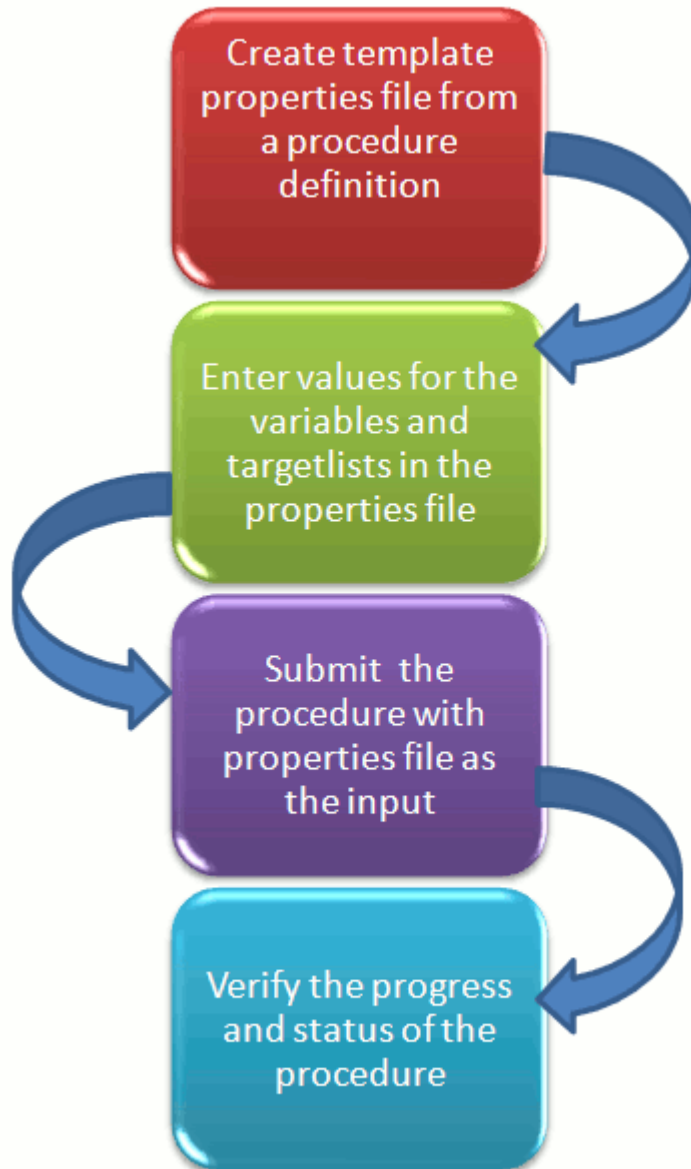 Create template
properties file from
a procedure
definition
Enter values for the
variables and
targetlists in the
properties file
Submit the
procedure with
properties file as
the input
Verify the progress
and status of the
procedure